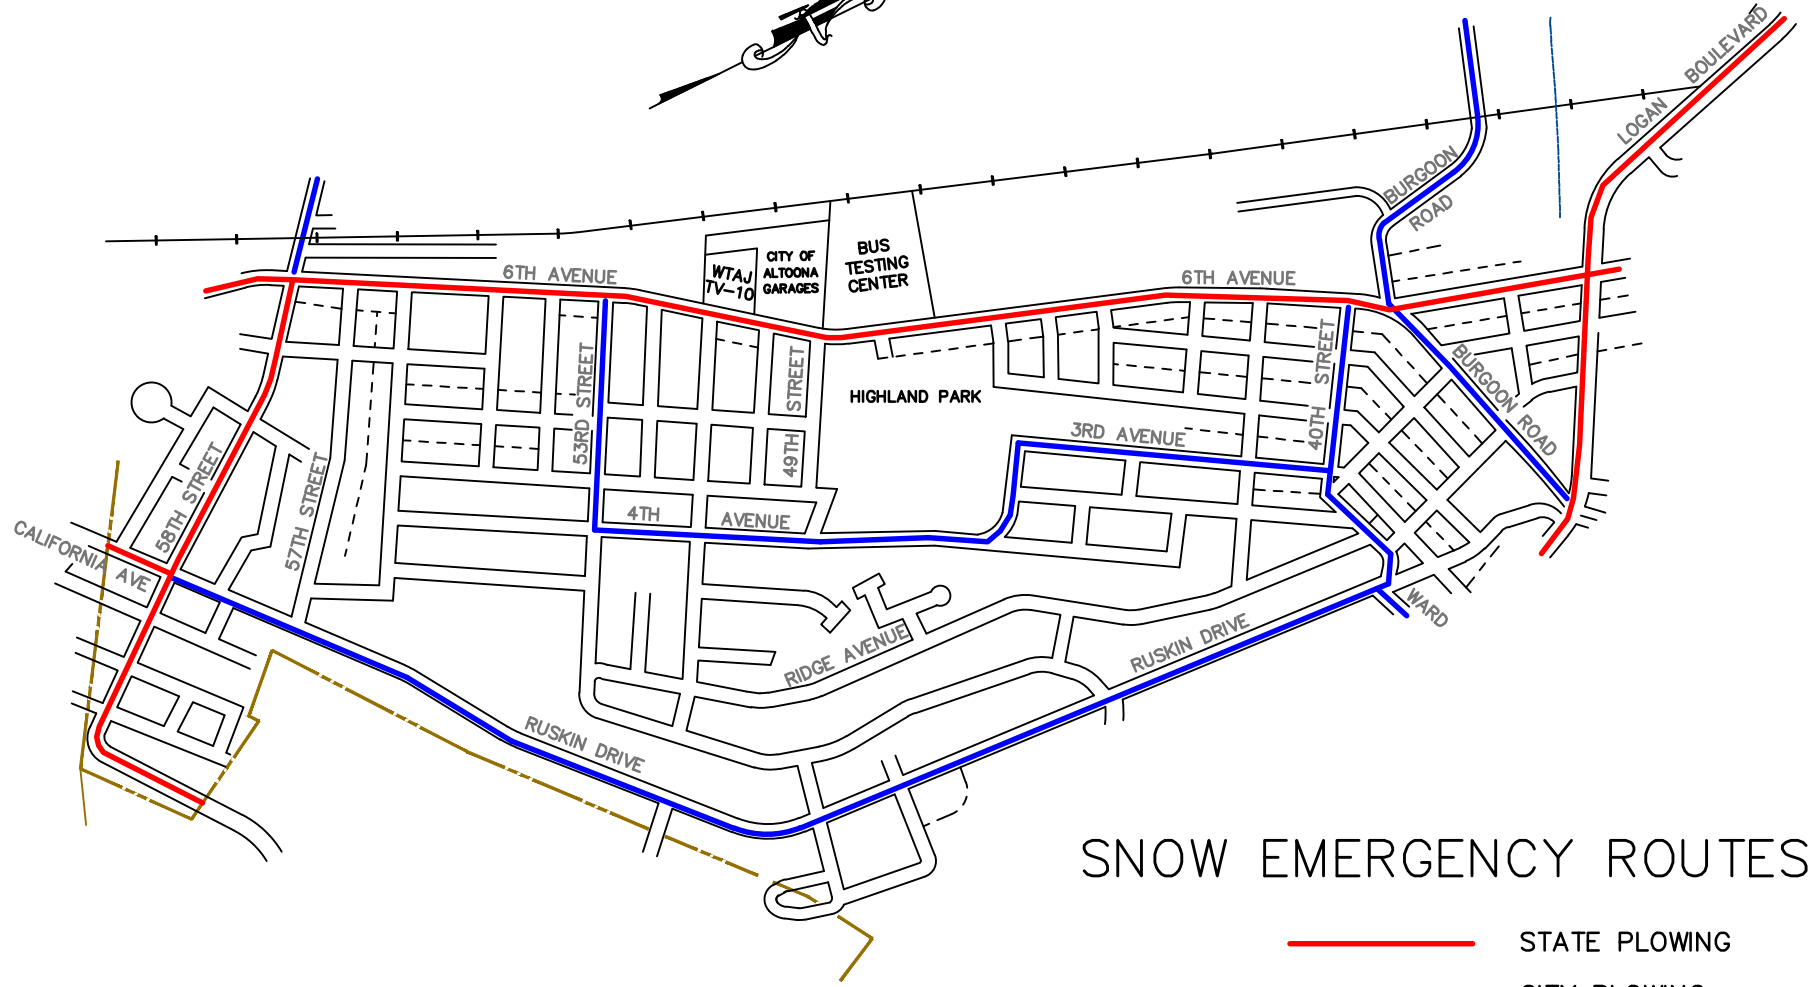 BOULEVARD
LOGAN
BURGOON
ROAD
6TH AVENUE
WTAJ
TV-10
CITY OF
ALTOONA
GARAGES
BUS
TESTING
CENTER
6TH AVENUE
53RD STREET
49TH STREET
HIGHLAND PARK
40TH STREET
BURGOON ROAD
3RD AVENUE
58TH STREET
57TH STREET
4TH AVENUE
CALIFORNIA AVE
RIDGE AVENUE
RUSKIN DRIVE
WARD
RUSKIN DRIVE
SNOW EMERGENCY ROUTES
STATE PLOWING
CITY PLOWING